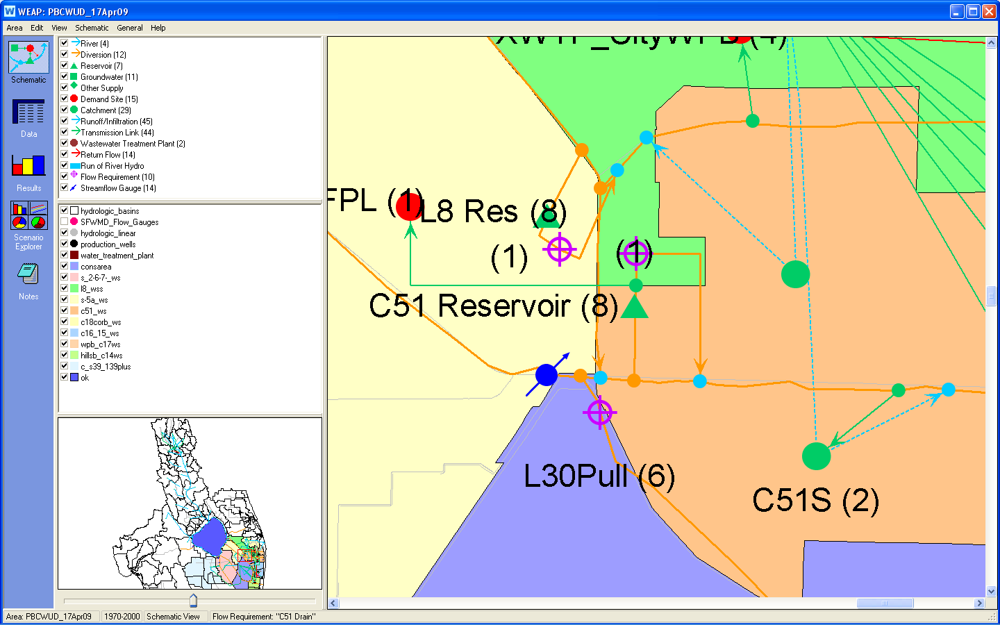 WEAP: PBCWUD_17Apr09
Area Edit View Schematic General Help
Schematic
Data
Results
Scenario
Explorer
Notes
River (4)
Diversion (12)
Reservoir (7)
Groundwater (11)
Other Supply
Demand Site (15)
Catchment (29)
Runoff/Infiltration (45)
Transmission Link (44)
Wastewater Treatment Plant (2)
Return Flow (14)
Run of River Hydro
Flow Requirement (10)
Streamflow Gauge (14)
hydrologic_basins
SFWMD_Flow_Gauges
hydrologic_linear
production_wells
water_treatment_plant
consarea
s_2-6-7-_ws
l8_wss
s-5a_ws
c51_ws
c18corb_ws
c16_15_ws
wpb_c17ws
hillsb_c14ws
c_s39_139plus
ok
(4)
FPL (1)
L8 Res (8)
(1)
(1)
C51 Reservoir (8)
L30Pull (6)
C51S (2)
Area: PBCWUD_17Apr09 1970-2000 Schematic View Flow Requirement: "C51 Drain"